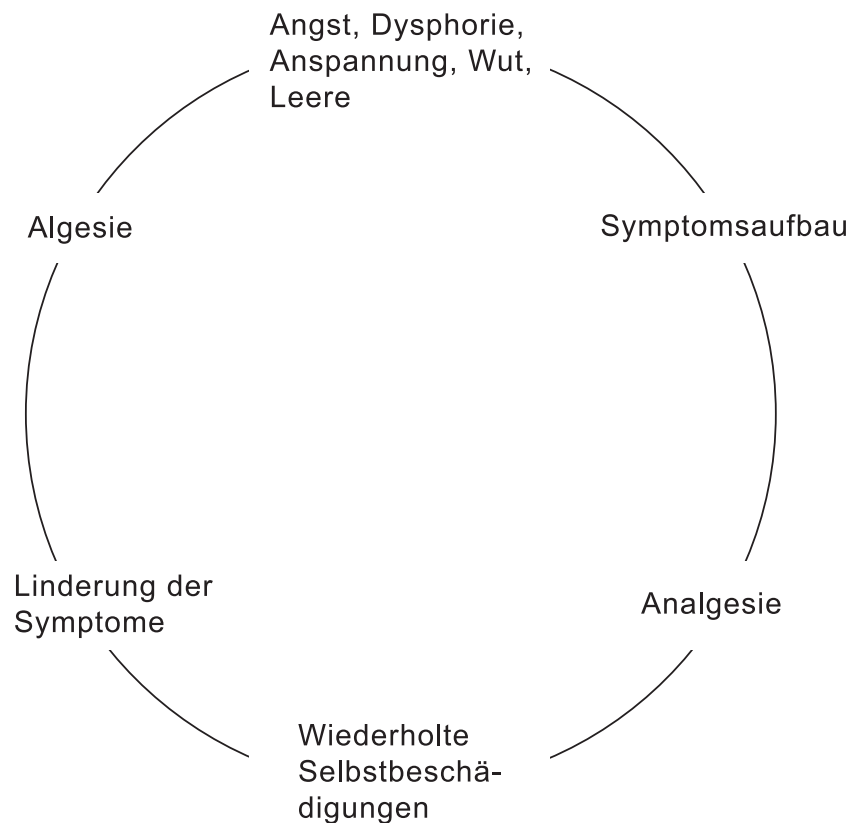 Angst, Dysphorie,
Anspannung, Wut,
Leere
Algesie
Symptomsaufbau
Linderung der
Symptome
Analgesie
Wiederholte
Selbstbeschä-
digungen